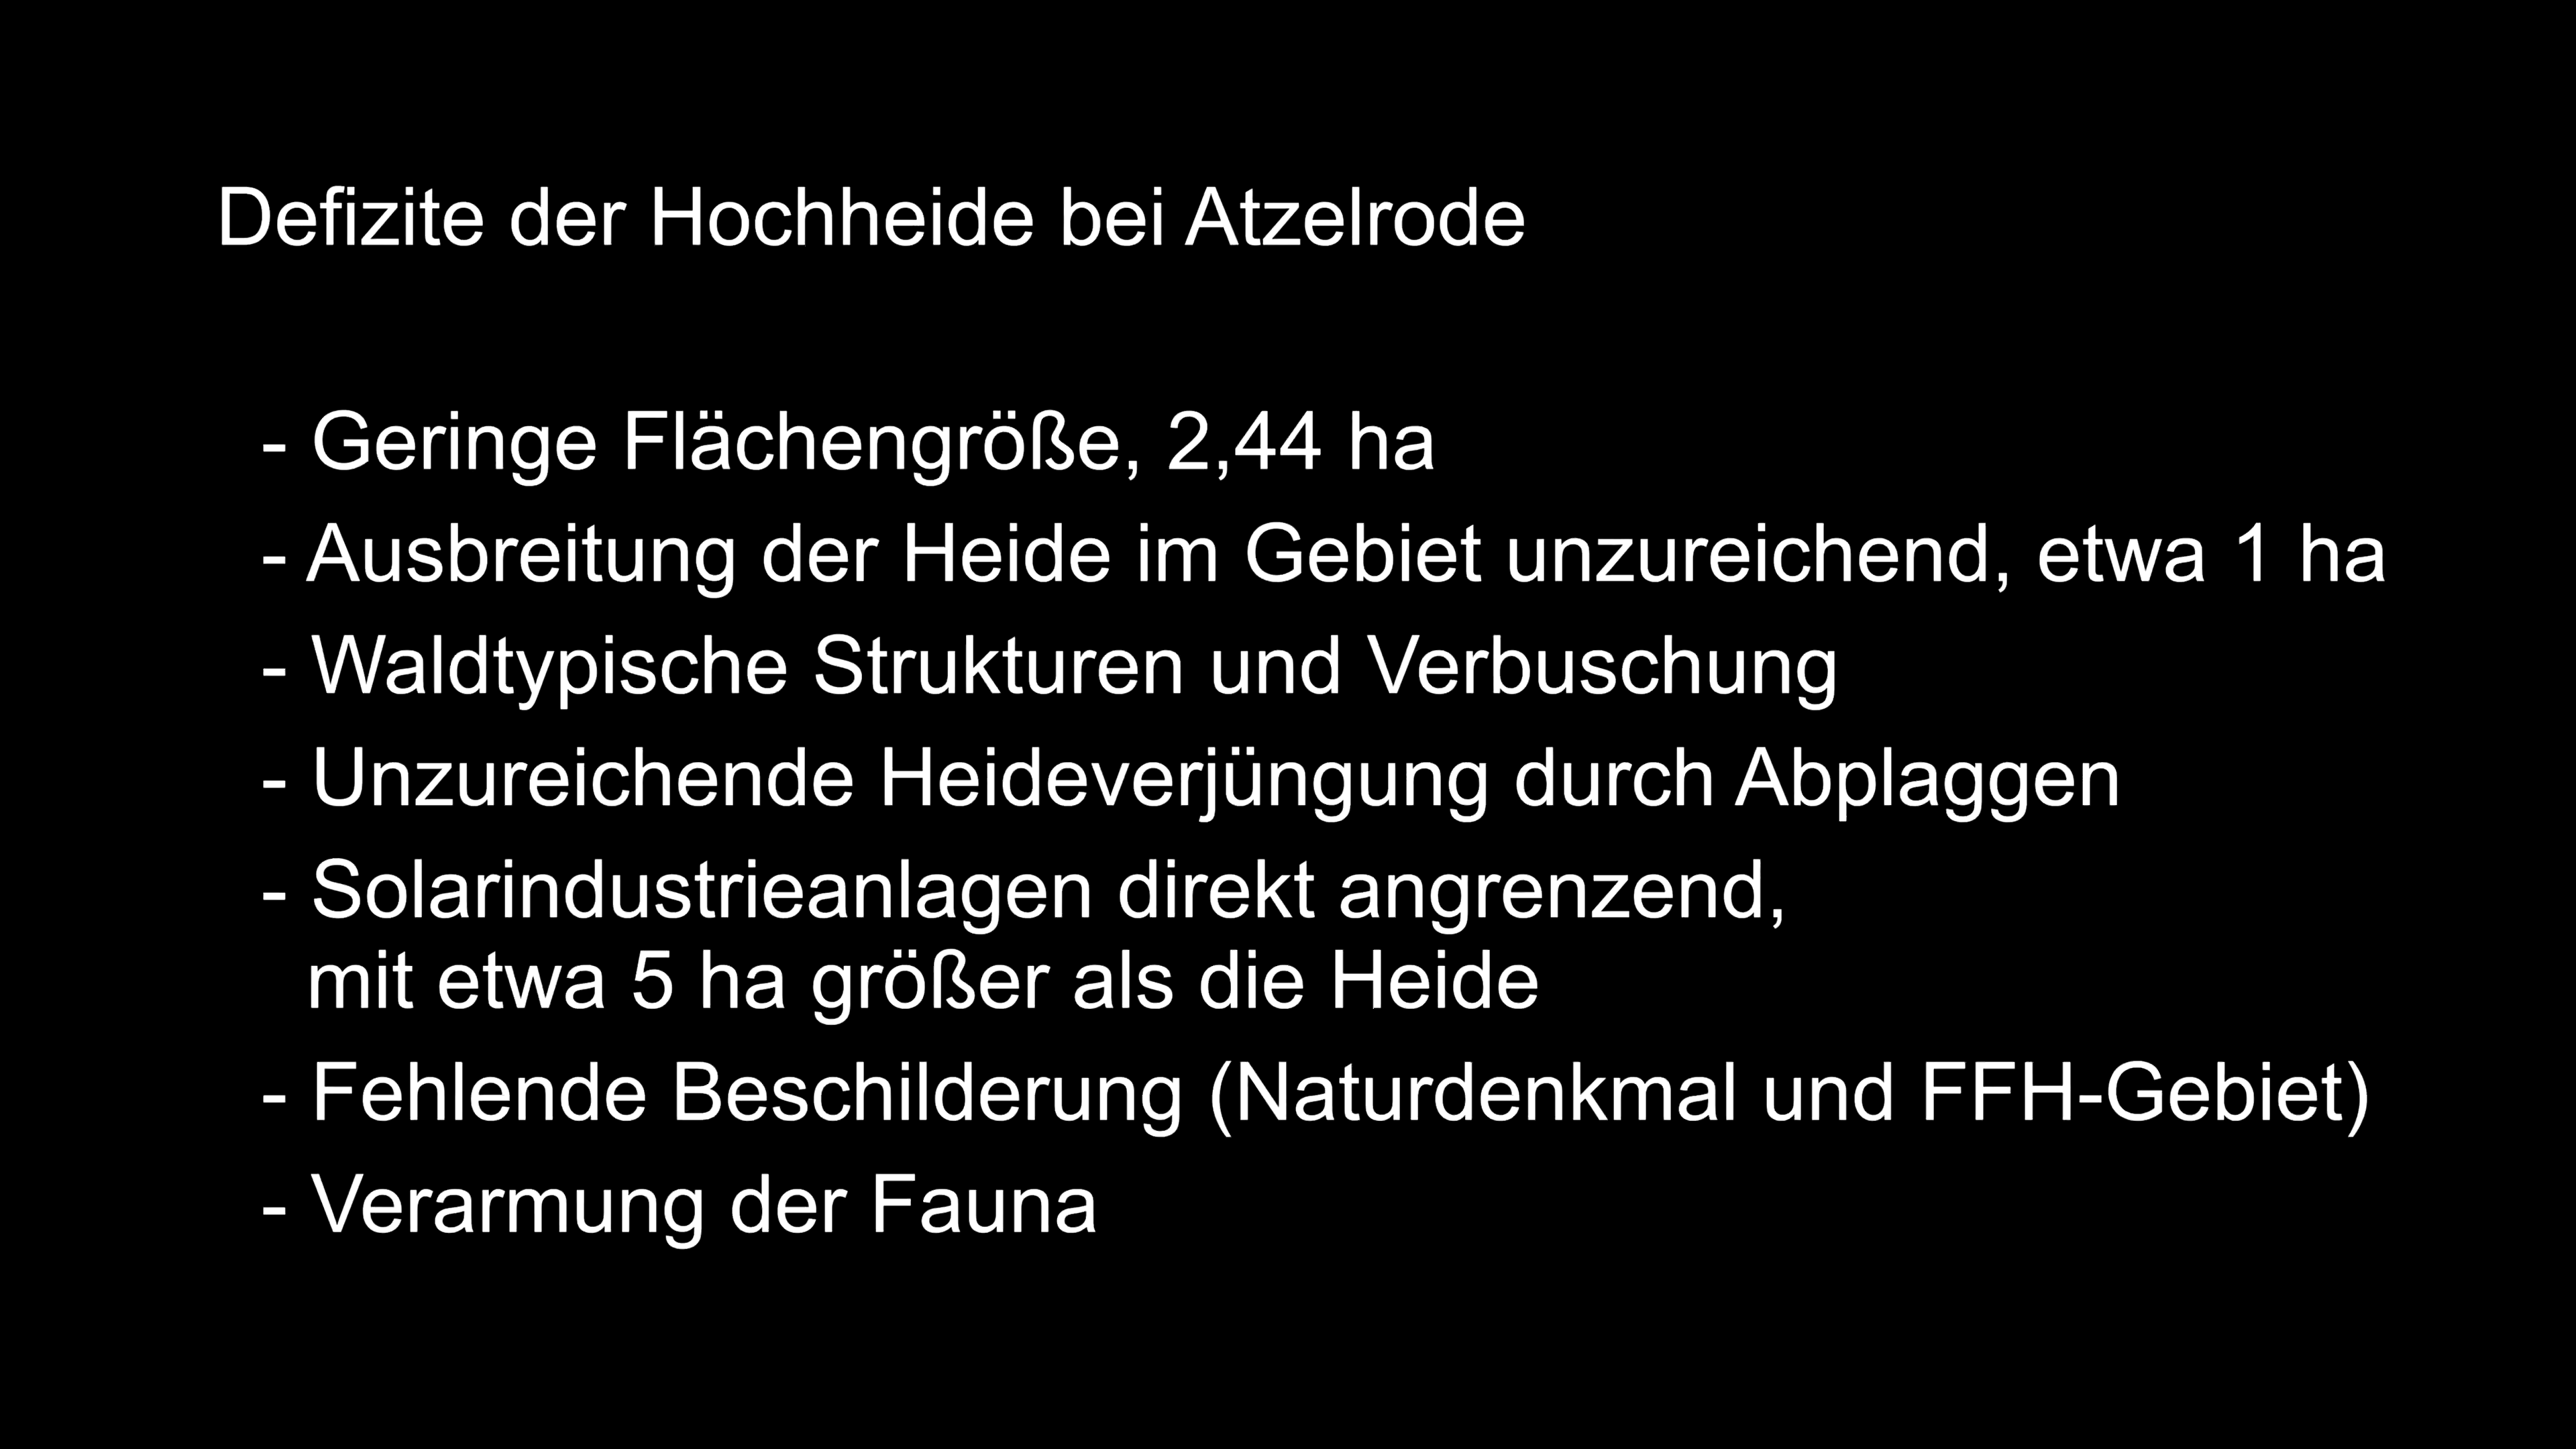 Defizite der Hochheide bei Atzelrode
- Geringe Flächengröße, 2,44 ha
- Ausbreitung der Heide im Gebiet unzureichend, etwa 1 ha
- Waldtypische Strukturen und Verbuschung
- Unzureichende Heideverjüngung durch Abplaggen
- Solarindustrieanlagen direkt angrenzend,
mit etwa 5 ha größer als die Heide
- Fehlende Beschilderung (Naturdenkmal und FFH-Gebiet)
- Verarmung der Fauna